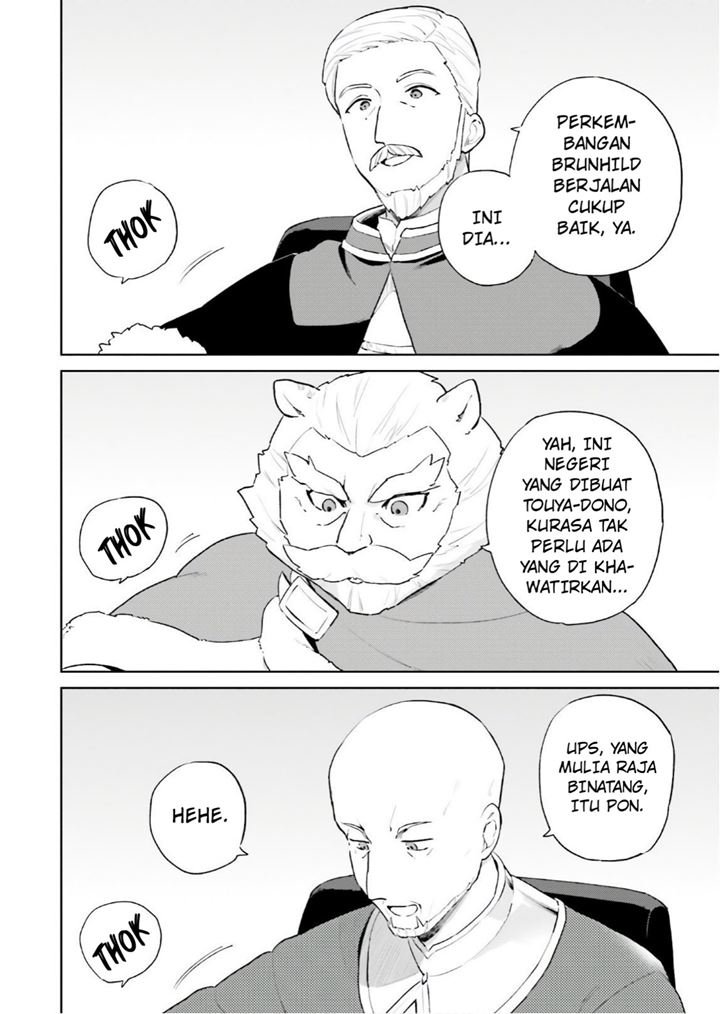 PERKEM-
BANGAN
BRUNHILD
BERJALAN
CUKUP
BAIK, YA.
INI
DIA...
THOK
YAH, INI
NEGERI
YANG DIBUAT
TOUYA-DONO,
KURASA TAK
PERLU ADA
YANG DI KHA-
WATIRKAN...
THOK
UPS, YANG
MULIA RAJA
BINATANG,
ITU PON.
HEHE.
THOK